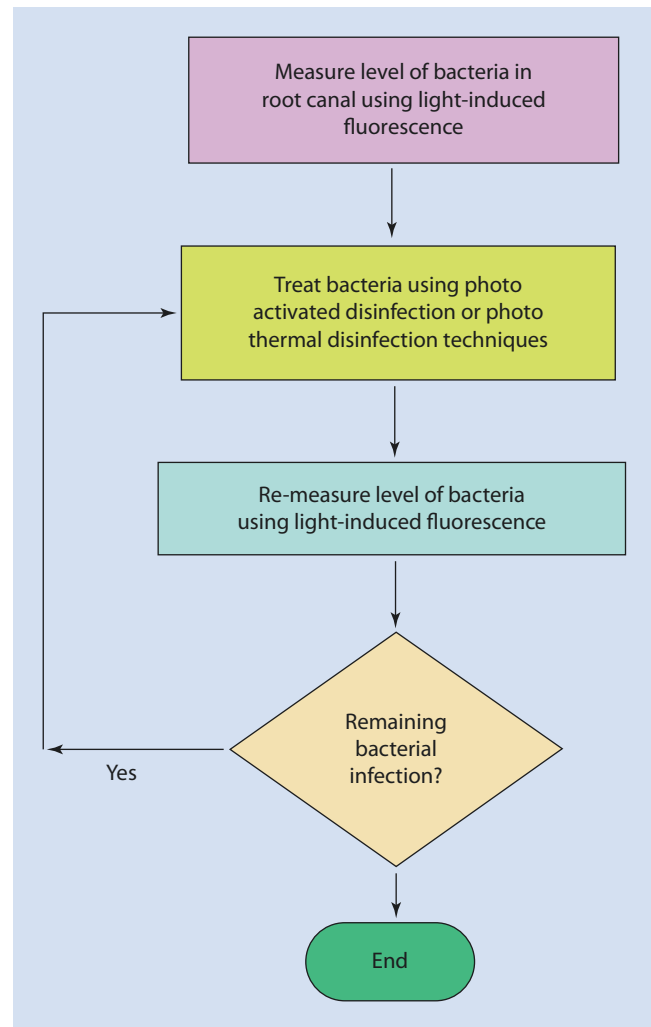 Measure level of bacteria in
root canal using light-induced
fluorescence
Treat bacteria using photo
activated disinfection or photo
thermal disinfection techniques
Re-measure level of bacteria
using light-induced fluorescence
Remaining
bacterial
infection?
Yes
End